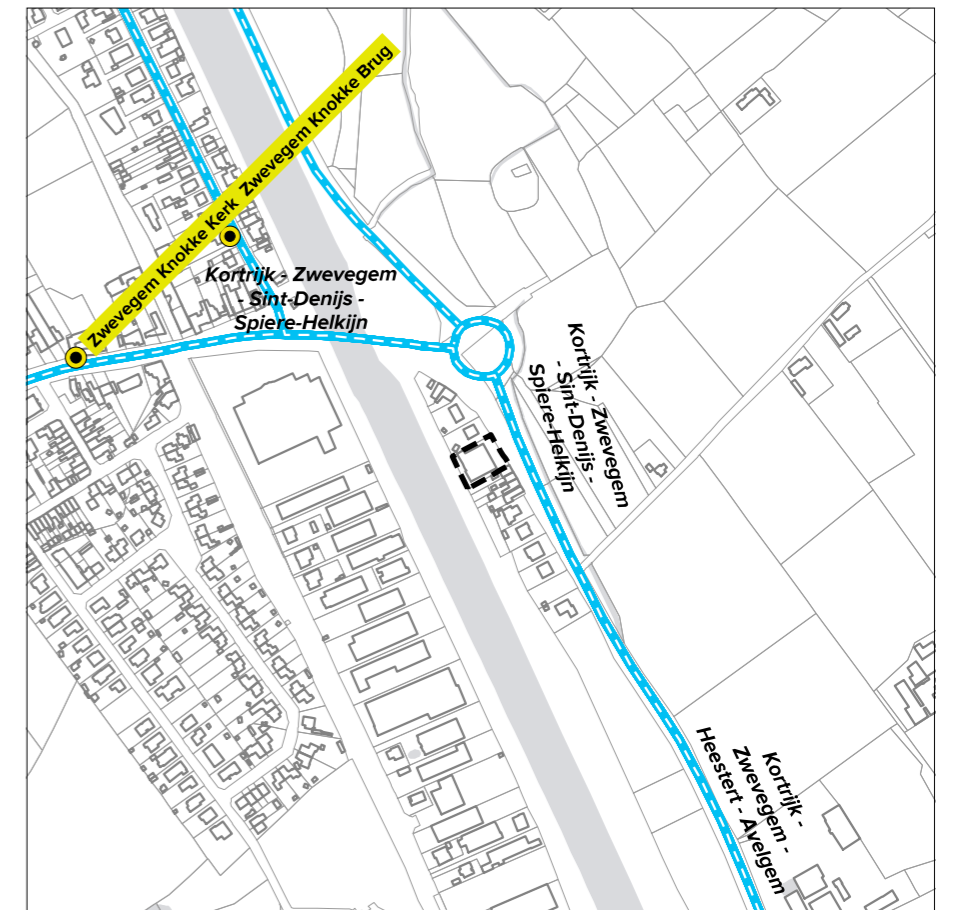 Zwevegem Knokke Kerk Zwevegem Knokke Brug
Kortrijk - Zwevegem
- Sint-Denijs -
Spiere-Helkijn
Kortrijk - Zwevegem
- Sint-Denijs -
Spiere-Helkijn
Kortrijk -
Zwevegem -
Heestert - Avelgem